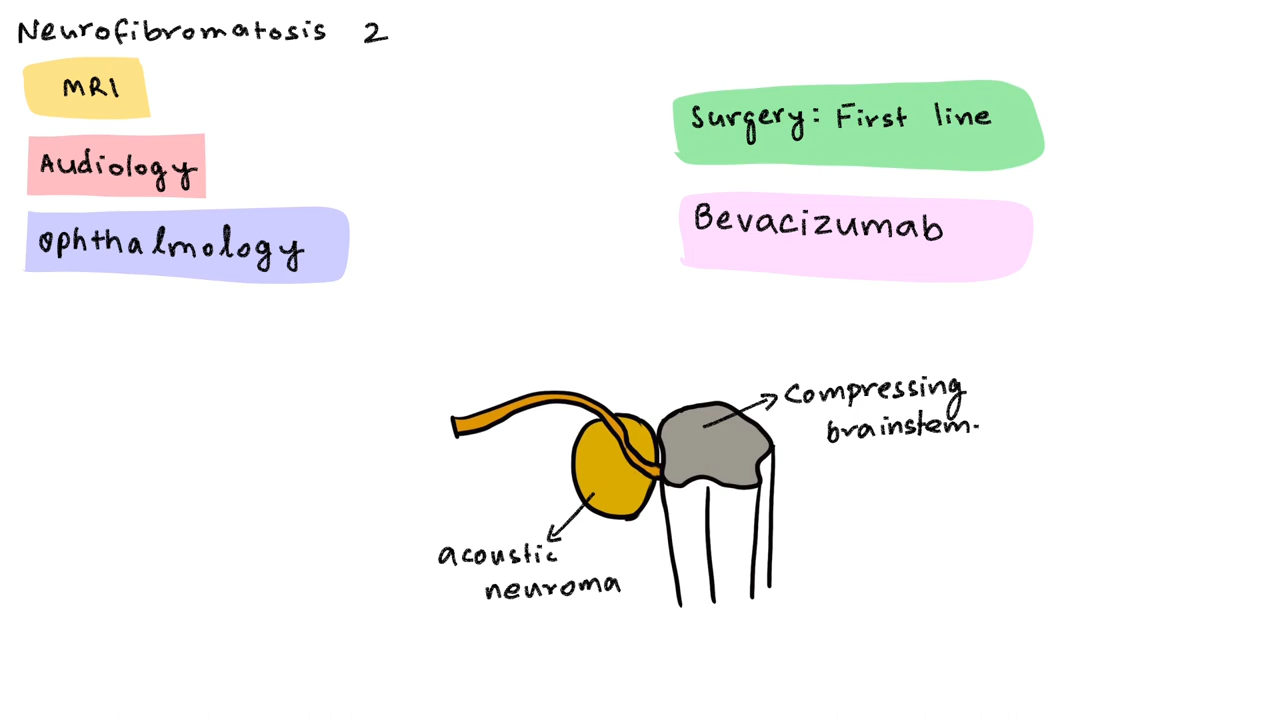 Neurofibromatosis 2
MRI
Audiology
Ophthalmology
Surgery: First line
Bevacizumab
Compressing
brainstem.
acoustic
neuroma